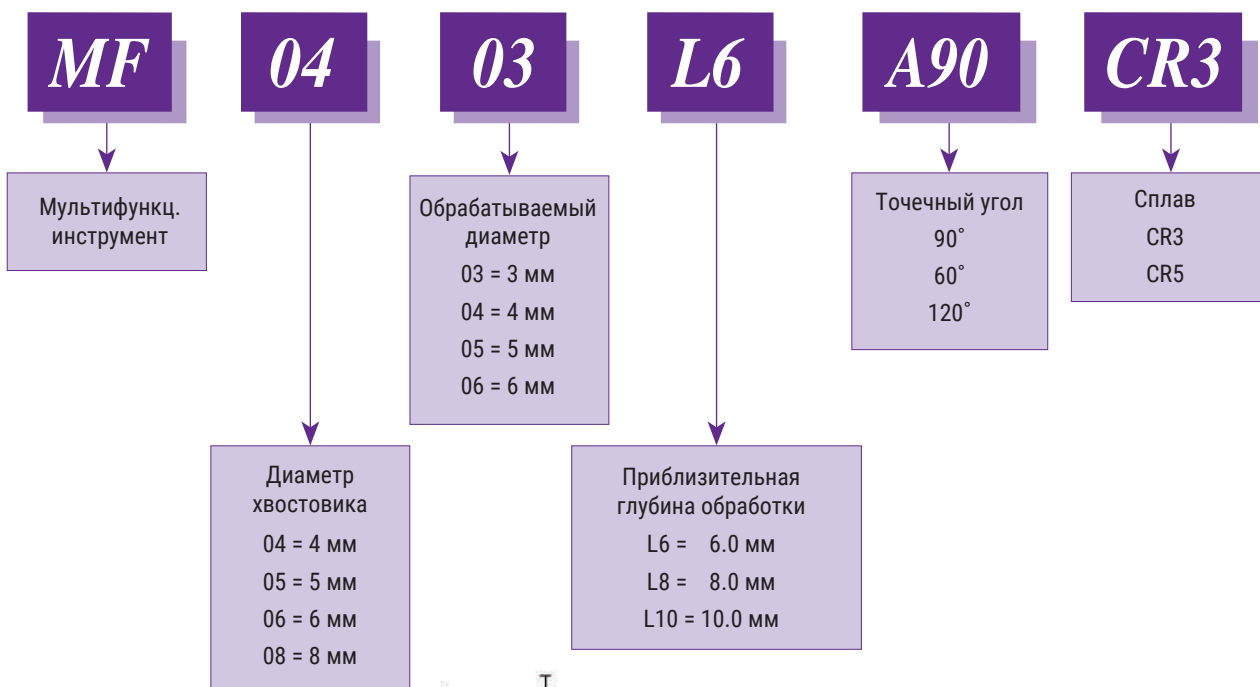 MF 04 03 L6 A90 CR3
Мультифункц.
инструмент
Обрабатываемый
диаметр
03 = 3 мм
04 = 4 мм
05 = 5 мм
06 = 6 мм
Точечный угол
90˚
60˚
120˚
Сплав
CR3
CR5
Диаметр
хвостовика
04 = 4 мм
05 = 5 мм
06 = 6 мм
08 = 8 мм
Приблизительная
глубина обработки
L6 = 6.0 мм
L8 = 8.0 мм
L10 = 10.0 мм
T